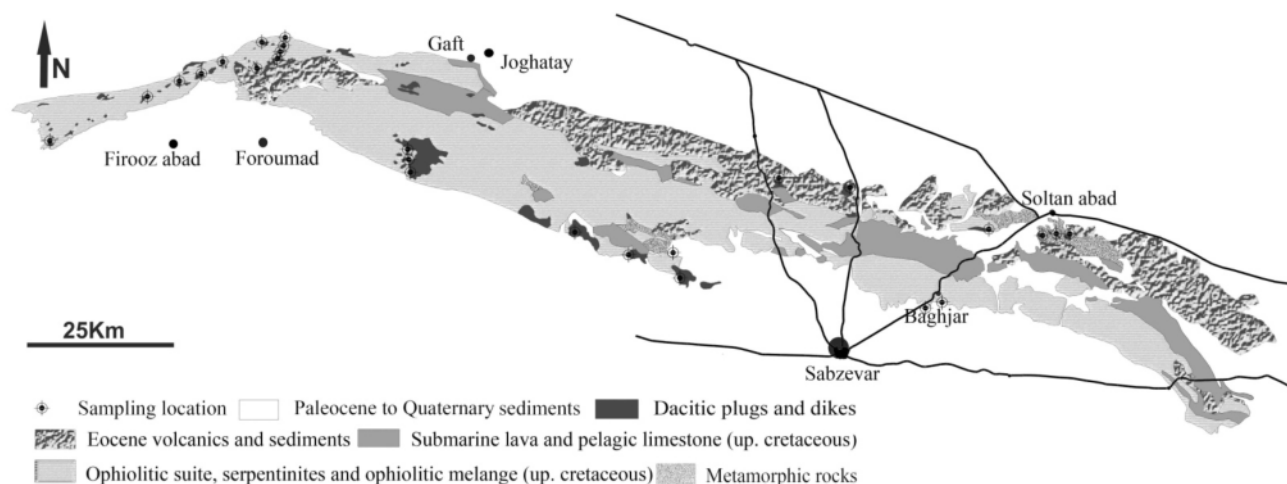 N
Gaft
Joghatay
Firooz abad
Foroumad
Soltan abad
25Km
Baghjar
Sabzevar
Sampling location
Paleocene to Quaternary sediments
Dacitic plugs and dikes
Eocene volcanics and sediments
Submarine lava and pelagic limestone (up. cretaceous)
Ophiolitic suite, serpentinites and ophiolitic melange (up. cretaceous)
Metamorphic rocks